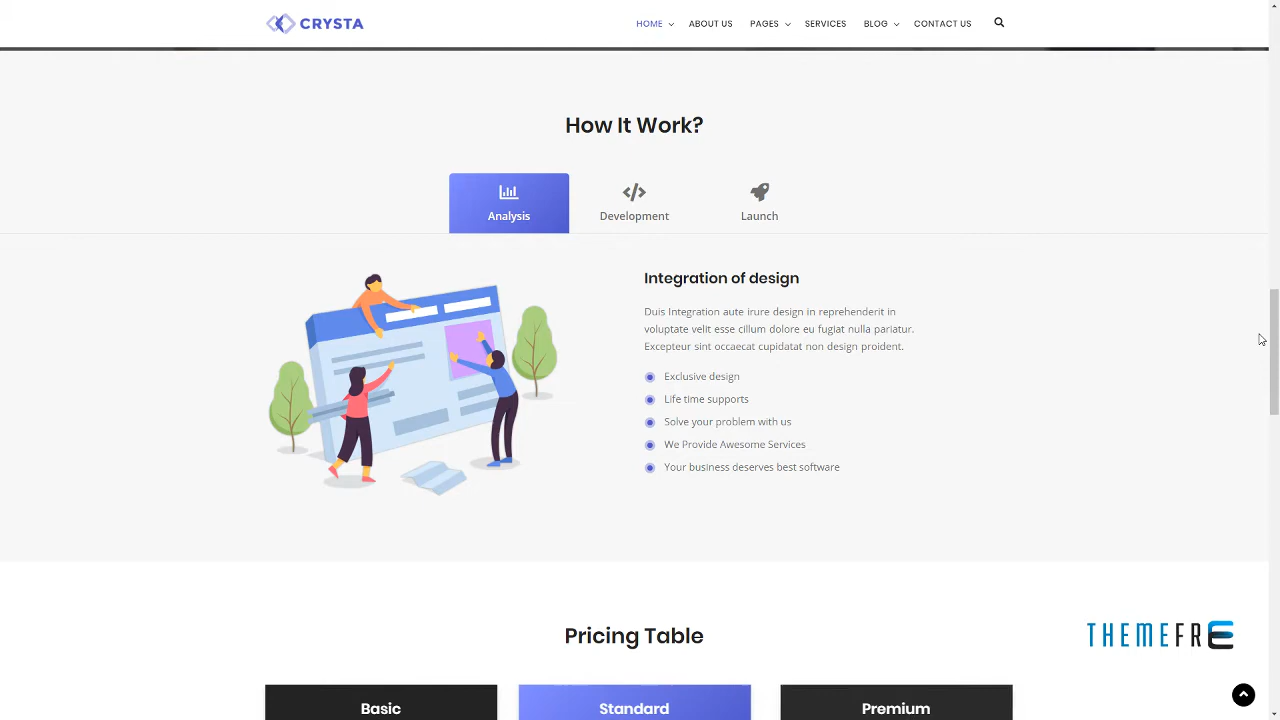 CRYSTA
HOME ABOUT US PAGES SERVICES BLOG CONTACT US
How It Work?
Analysis Development Launch
Integration of design
Duis Integration aute irure design in reprehenderit in
voluptate velit esse cillum dolore eu fugiat nulla pariatur.
Excepteur sint occaecat cupidatat non design proident.
Exclusive design
Life time supports
Solve your problem with us
We Provide Awesome Services
Your business deserves best software
Pricing Table
THEMEFRE
Basic Standard Premium